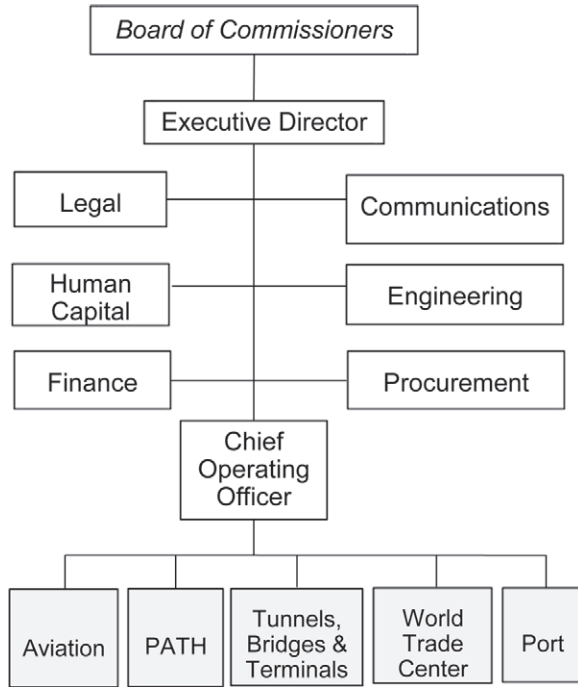 Board of Commissioners
Executive Director
Legal
Communications
Human
Capital
Engineering
Finance
Procurement
Chief
Operating
Officer
Aviation
PATH
Tunnels,
Bridges &
Terminals
World
Trade
Center
Port